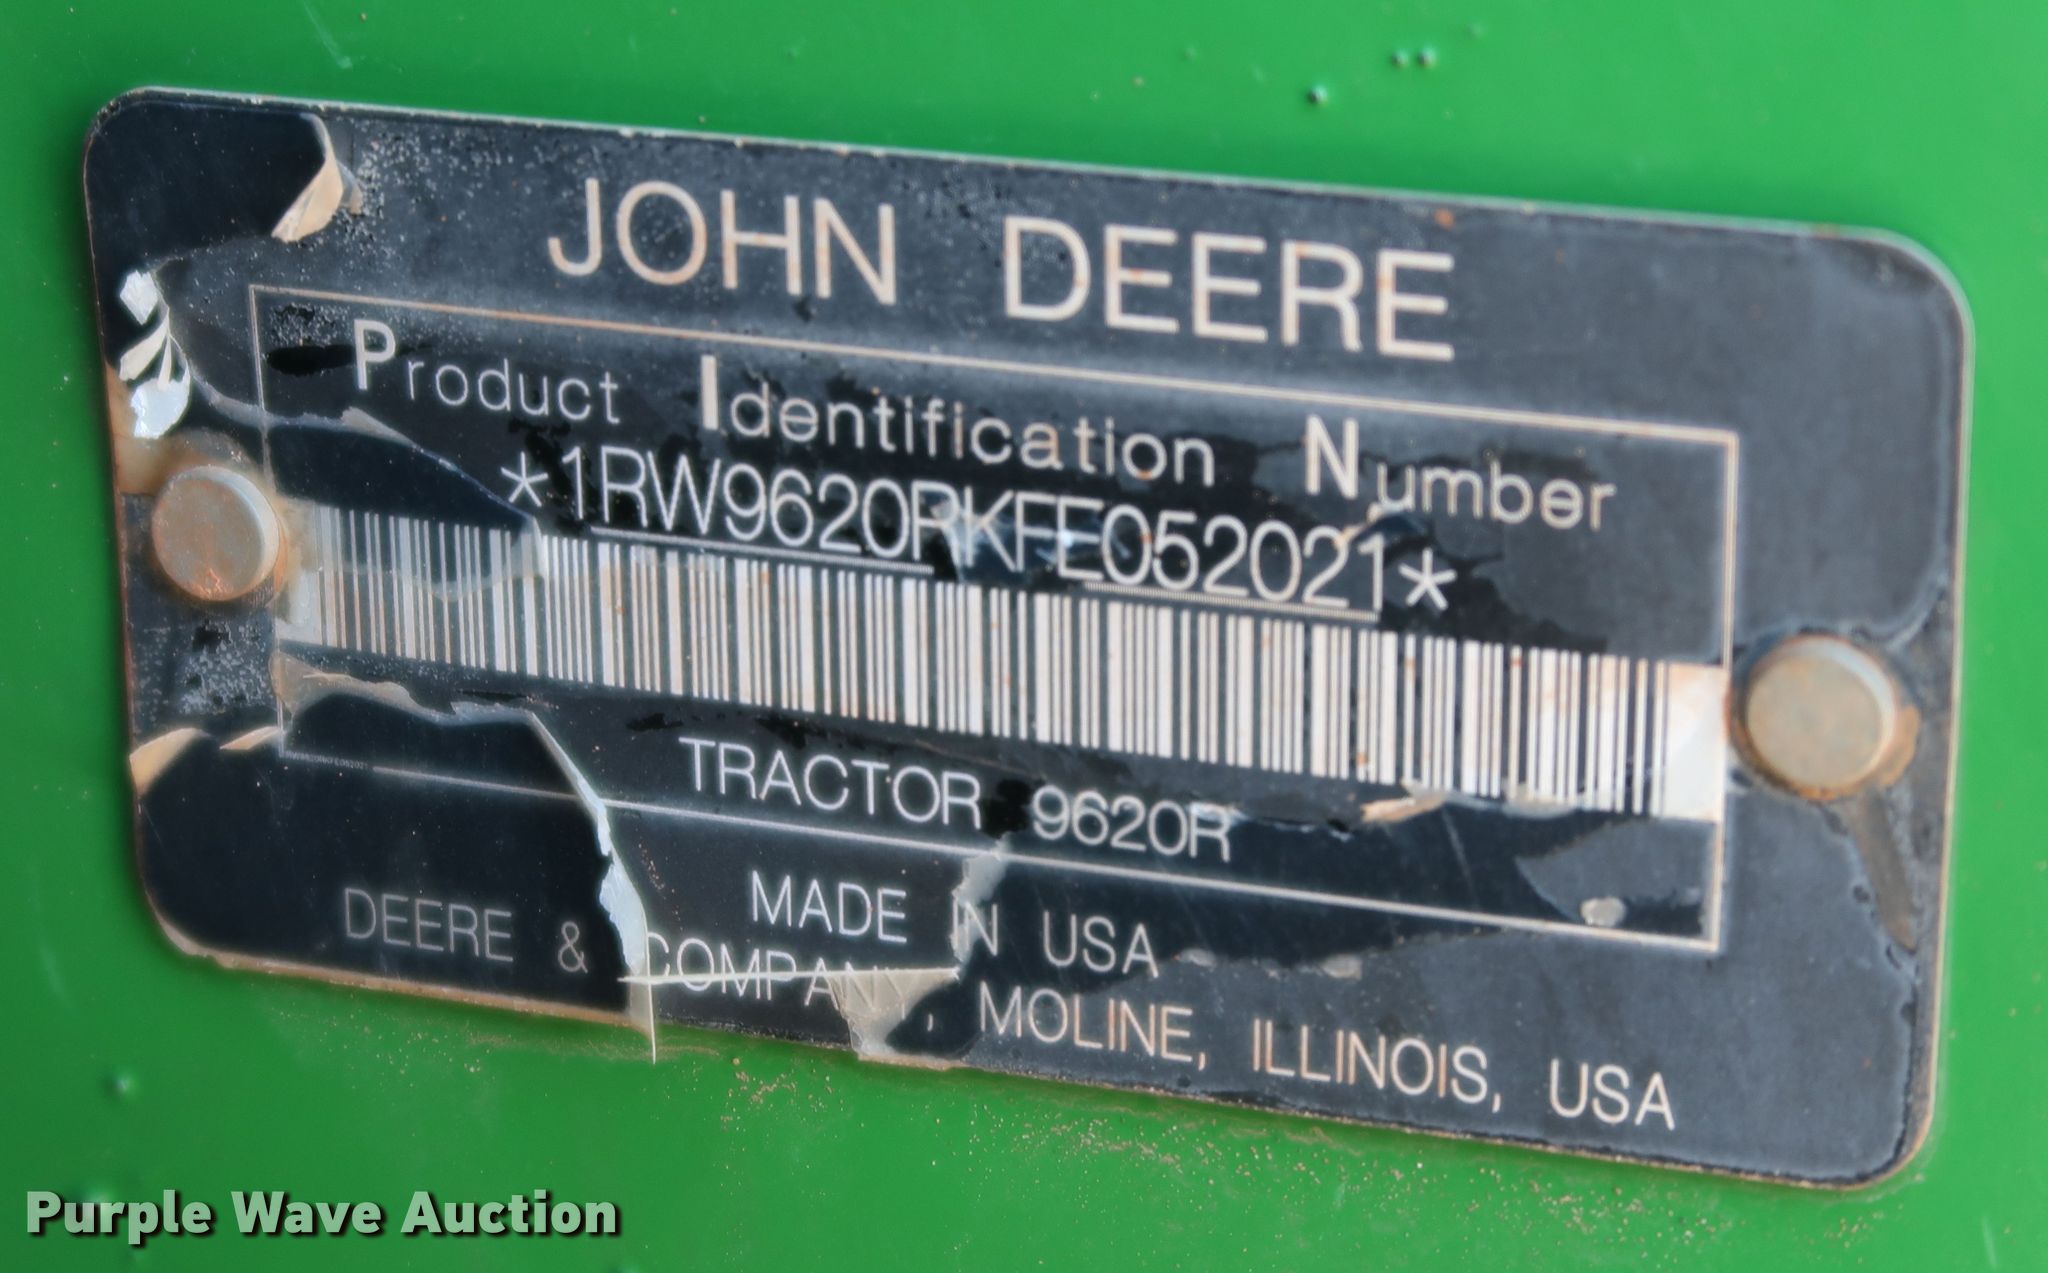 JOHN DEERE
Product Identification Number
*1RW9620RKFE052021*
TRACTOR 9620R
1RW9620RKFE052021
MADE IN USA
DEERE & COMPANY, MOLINE, ILLINOIS, USA
Purple Wave Auction